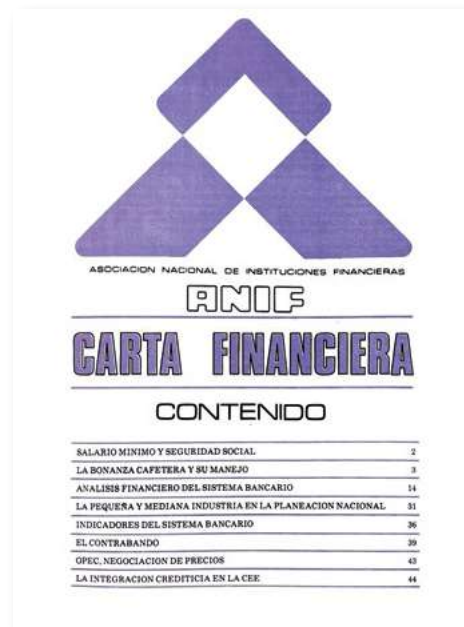 ASOCIACION NACIONAL DE INSTITUCIONES FINANCIERAS
ANIF
CARTA FINANCIERA
CONTENIDO
SALARIO MINIMO Y SEGURIDAD SOCIAL 2
LA BONANZA CAFETERA Y SU MANEJO 3
ANALISIS FINANCIERO DEL SISTEMA BANCARIO 14
LA PEQUEÑA Y MEDIANA INDUSTRIA EN LA PLANEACION NACIONAL 31
INDICADORES DEL SISTEMA BANCARIO 36
EL CONTRABANDO 39
OPEC, NEGOCIACION DE PRECIOS 43
LA INTEGRACION CREDITICIA EN LA CEE 44